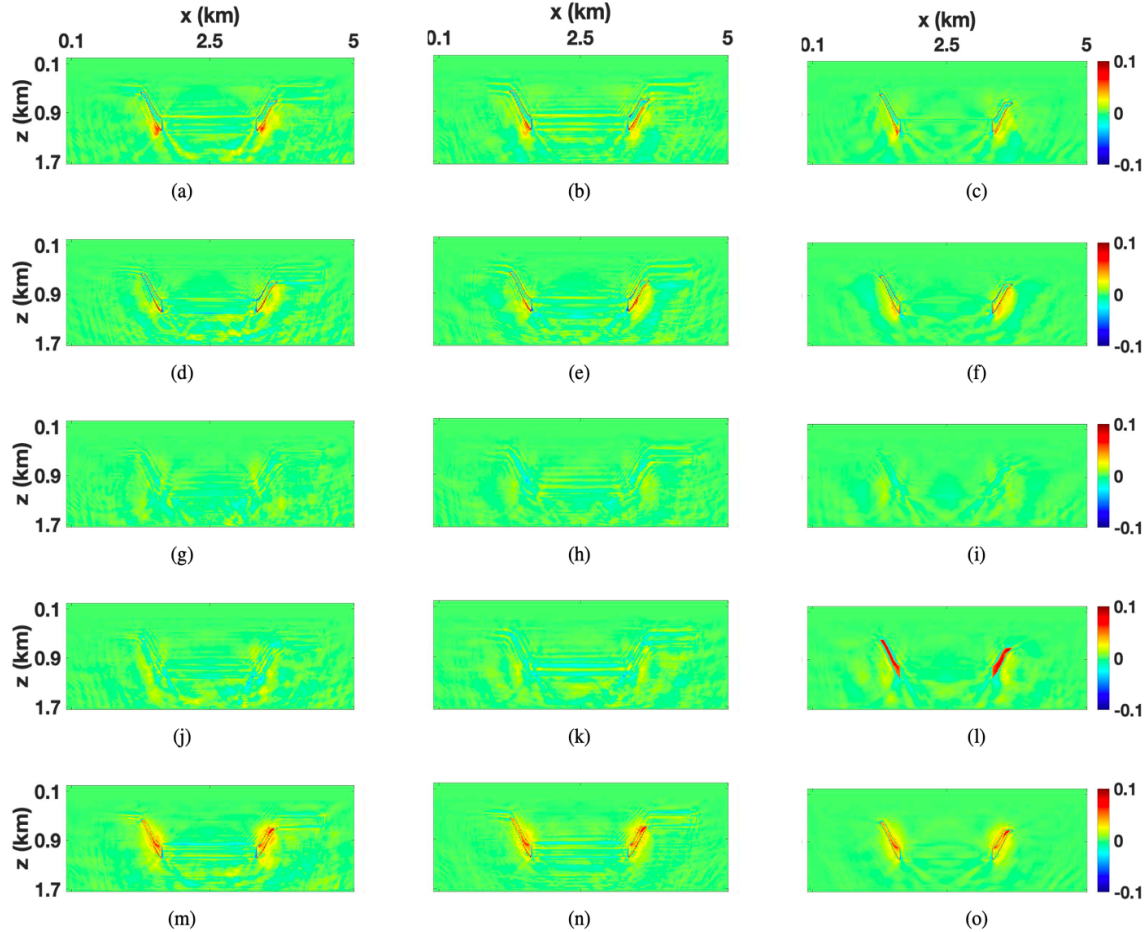 x (km) x (km) x (km)
0.1 2.5 5 0.1 2.5 5 0.1 2.5 5
z (km) 0.1 0.9 1.7 0.1 0 -0.1
(a) (b) (c)
z (km) 0.1 0.9 1.7 0.1 0 -0.1
(d) (e) (f)
z (km) 0.1 0.9 1.7 0.1 0 -0.1
(g) (h) (i)
z (km) 0.1 0.9 1.7 0.1 0 -0.1
(j) (k) (l)
z (km) 0.1 0.9 1.7 0.1 0 -0.1
(m) (n) (o)